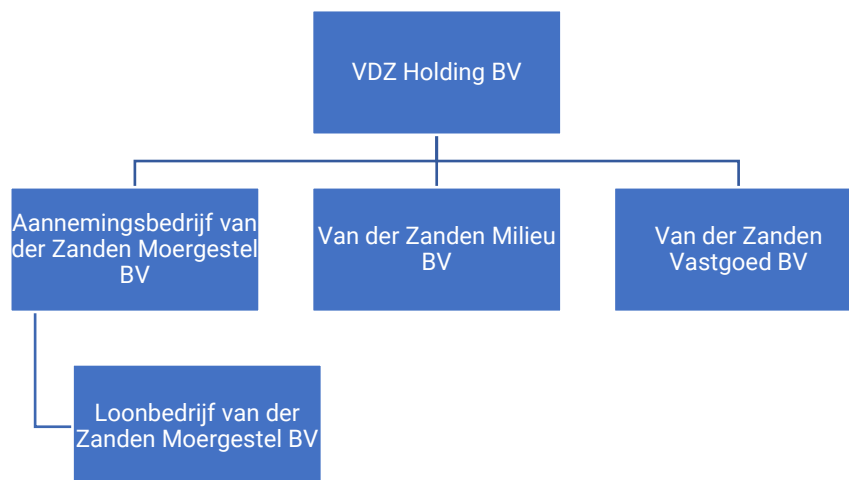 VDZ Holding BV
Aannemingsbedrijf van
der Zanden Moergestel
BV
Van der Zanden Milieu
BV
Van der Zanden
Vastgoed BV
Loonbedrijf van der
Zanden Moergestel BV